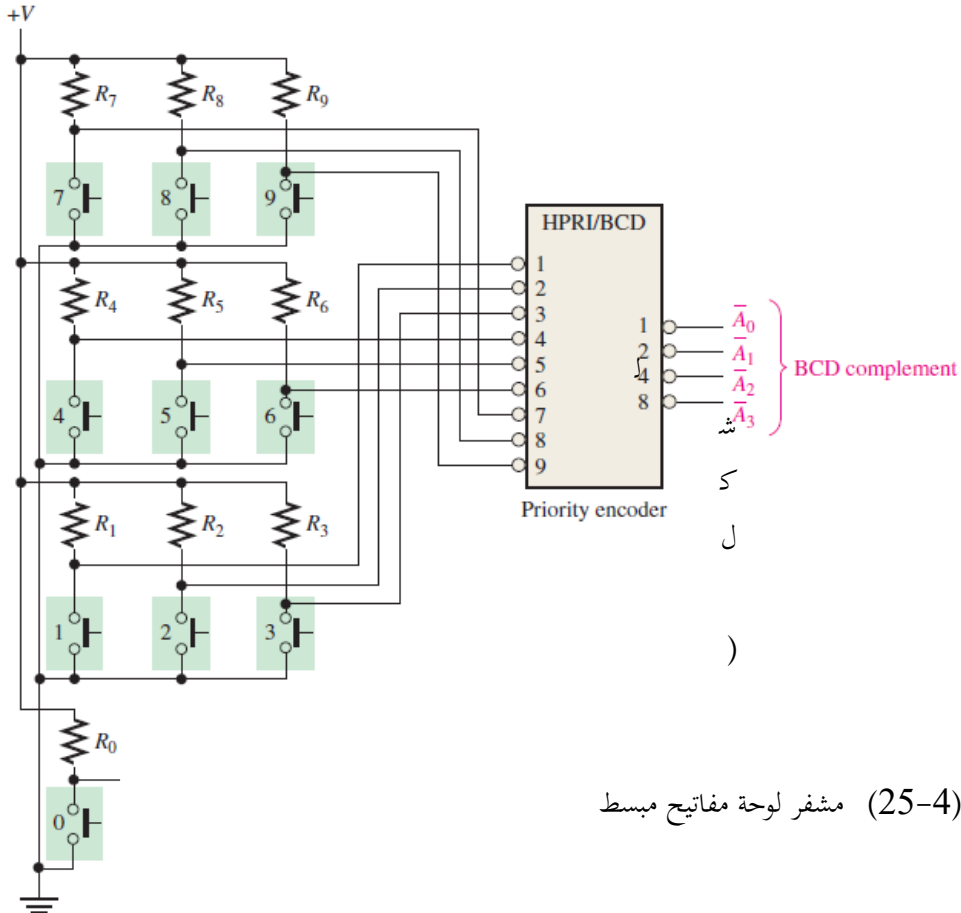 +V
R7 R8 R9
7 8 9
HPRI/BCD
R4 R5 R6
1
2
3
4
5
6
7
8
9
1
2
4
8
A̅0
A̅1
A̅2
A̅3
BCD complement
4 5 6
Priority encoder
R1 R2 R3
1 2 3
R0
0
ا
شـ
كـ
ل
(
(4-25) مشفر لوحة مفاتيح مبسط